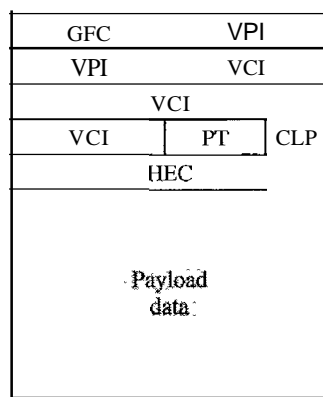 GFC VPI
VPI VCI
VCI
VCI PT CLP
HEC
Payload
data